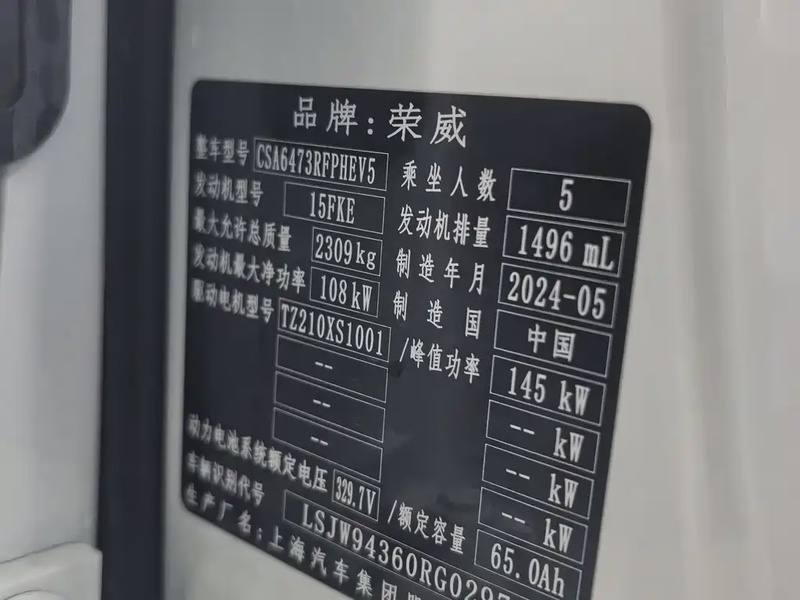 品牌:荣威
整车型号 CSA6473RFPHEV5 乘坐人数 5
发动机型号 15FKE 发动机排量 1496 mL
最大允许总质量 2309kg 制造年月 2024-05
发动机最大净功率 108kW 制造国 中国
驱动电机型号 TZ210XS1001 /峰值功率 145 kW
-- -- kW
-- -- kW
-- -- kW
动力电池系统额定电压 329.7V /额定容量 65.0Ah
车辆识别代号 LSJW94360RG029
生产厂名:上海汽车集团